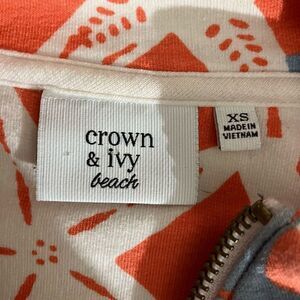 crown
& ivy
beach
XS
MADE IN
VIETNAM